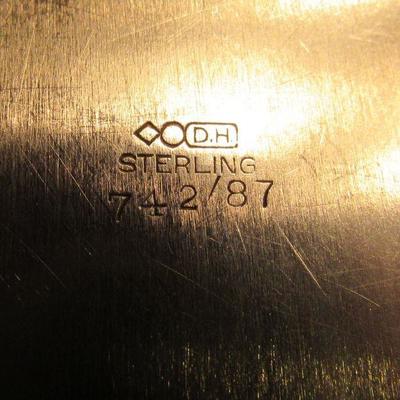 D.H.
STERLING
742/87